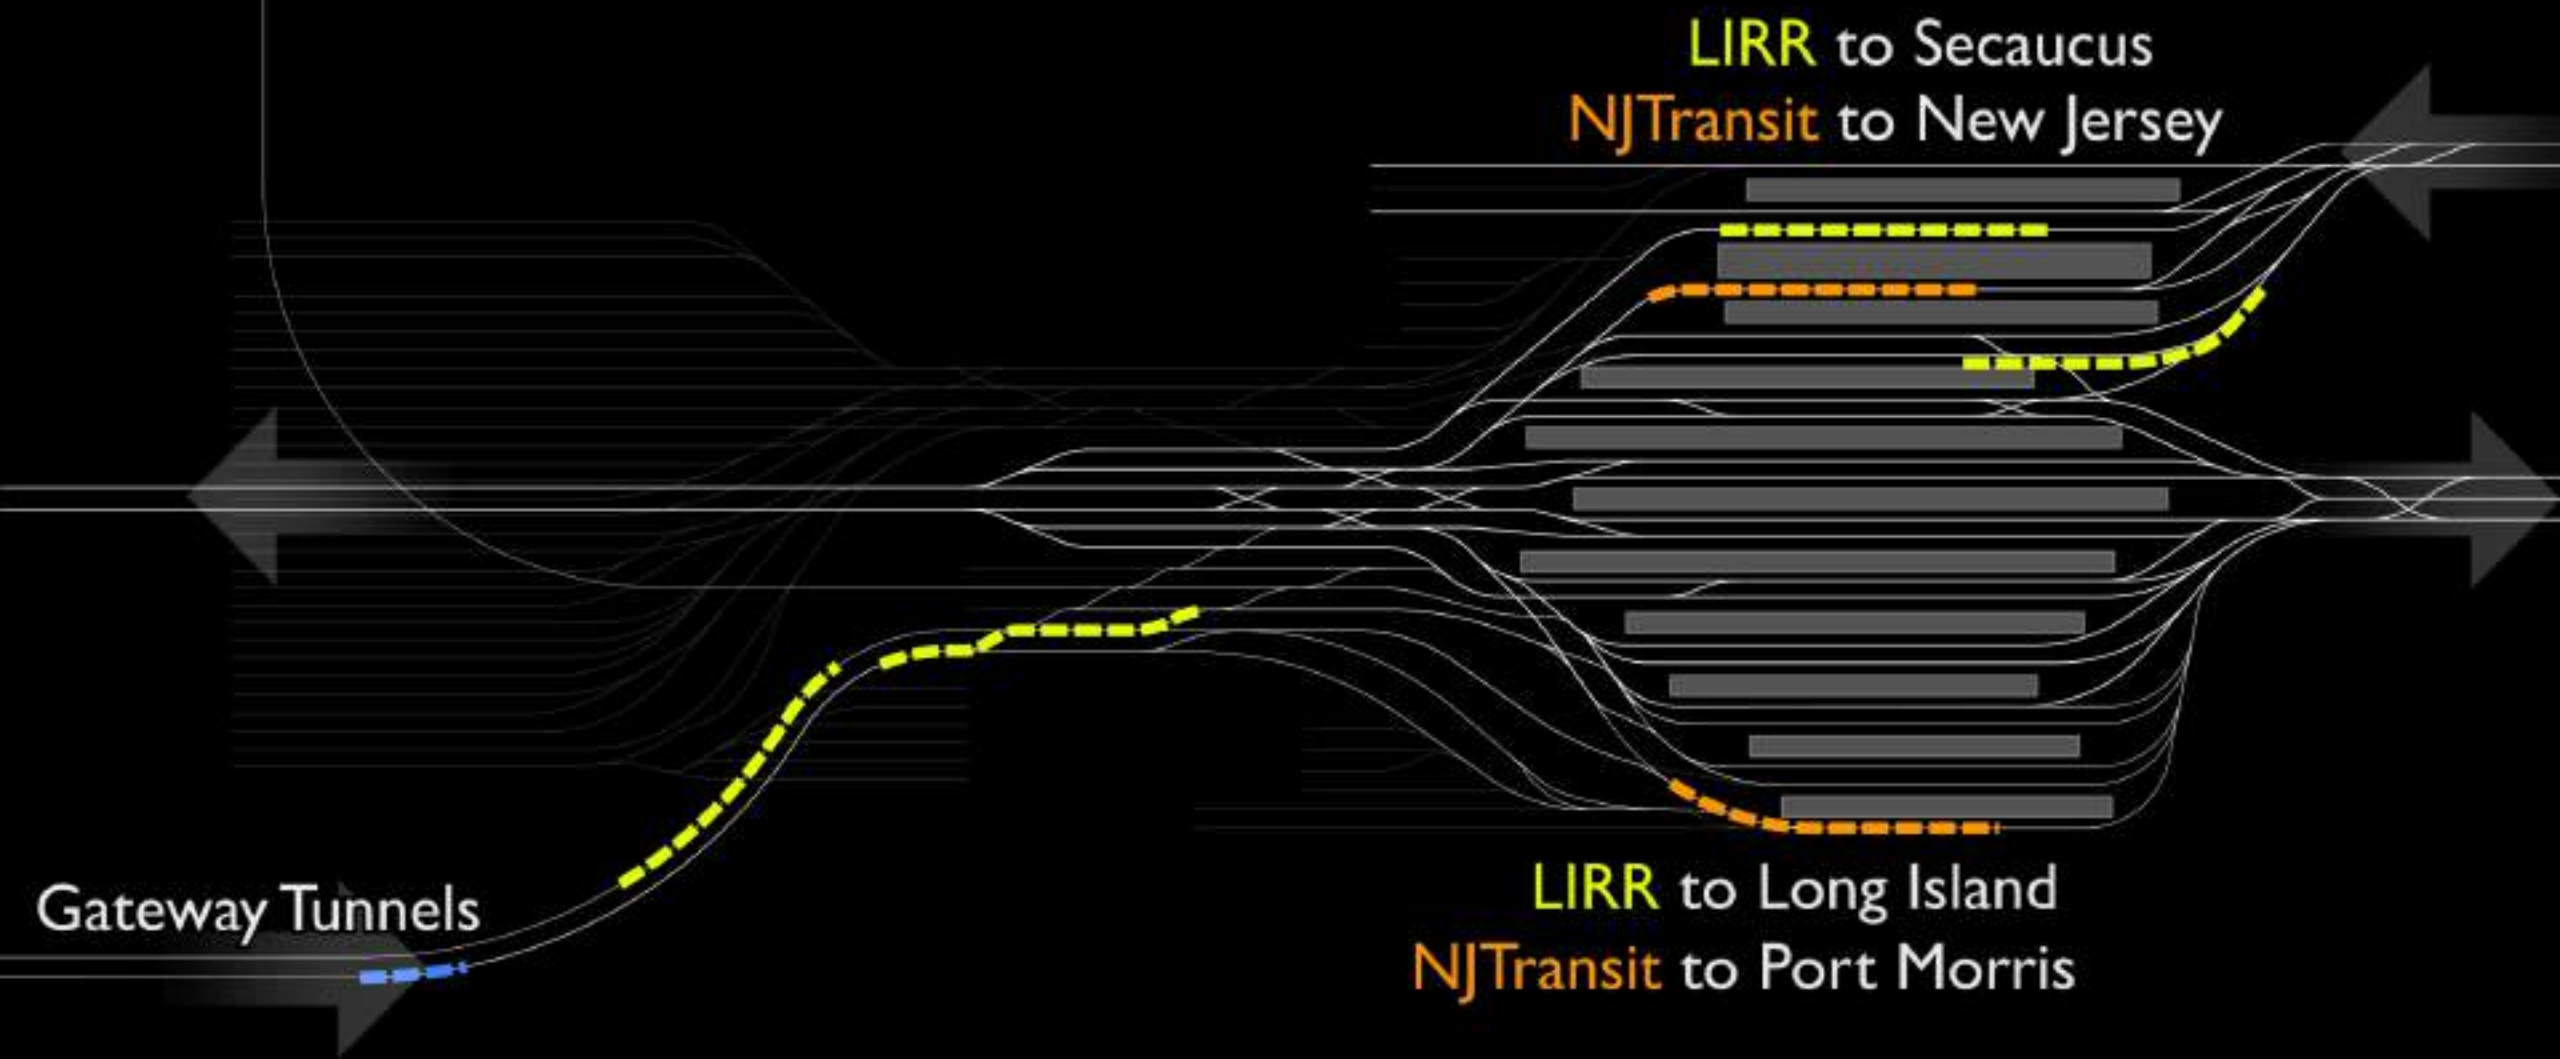 LIRR to Secaucus
NJTransit to New Jersey
Gateway Tunnels
LIRR to Long Island
NJTransit to Port Morris